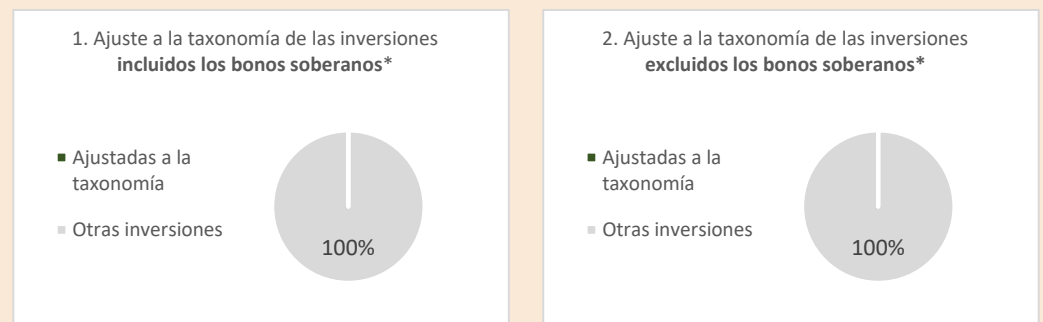 1. Ajuste a la taxonomía de las inversiones
incluidos los bonos soberanos*
Ajustadas a la
taxonomía
Otras inversiones
100%
2. Ajuste a la taxonomía de las inversiones
excluidos los bonos soberanos*
Ajustadas a la
taxonomía
Otras inversiones
100%